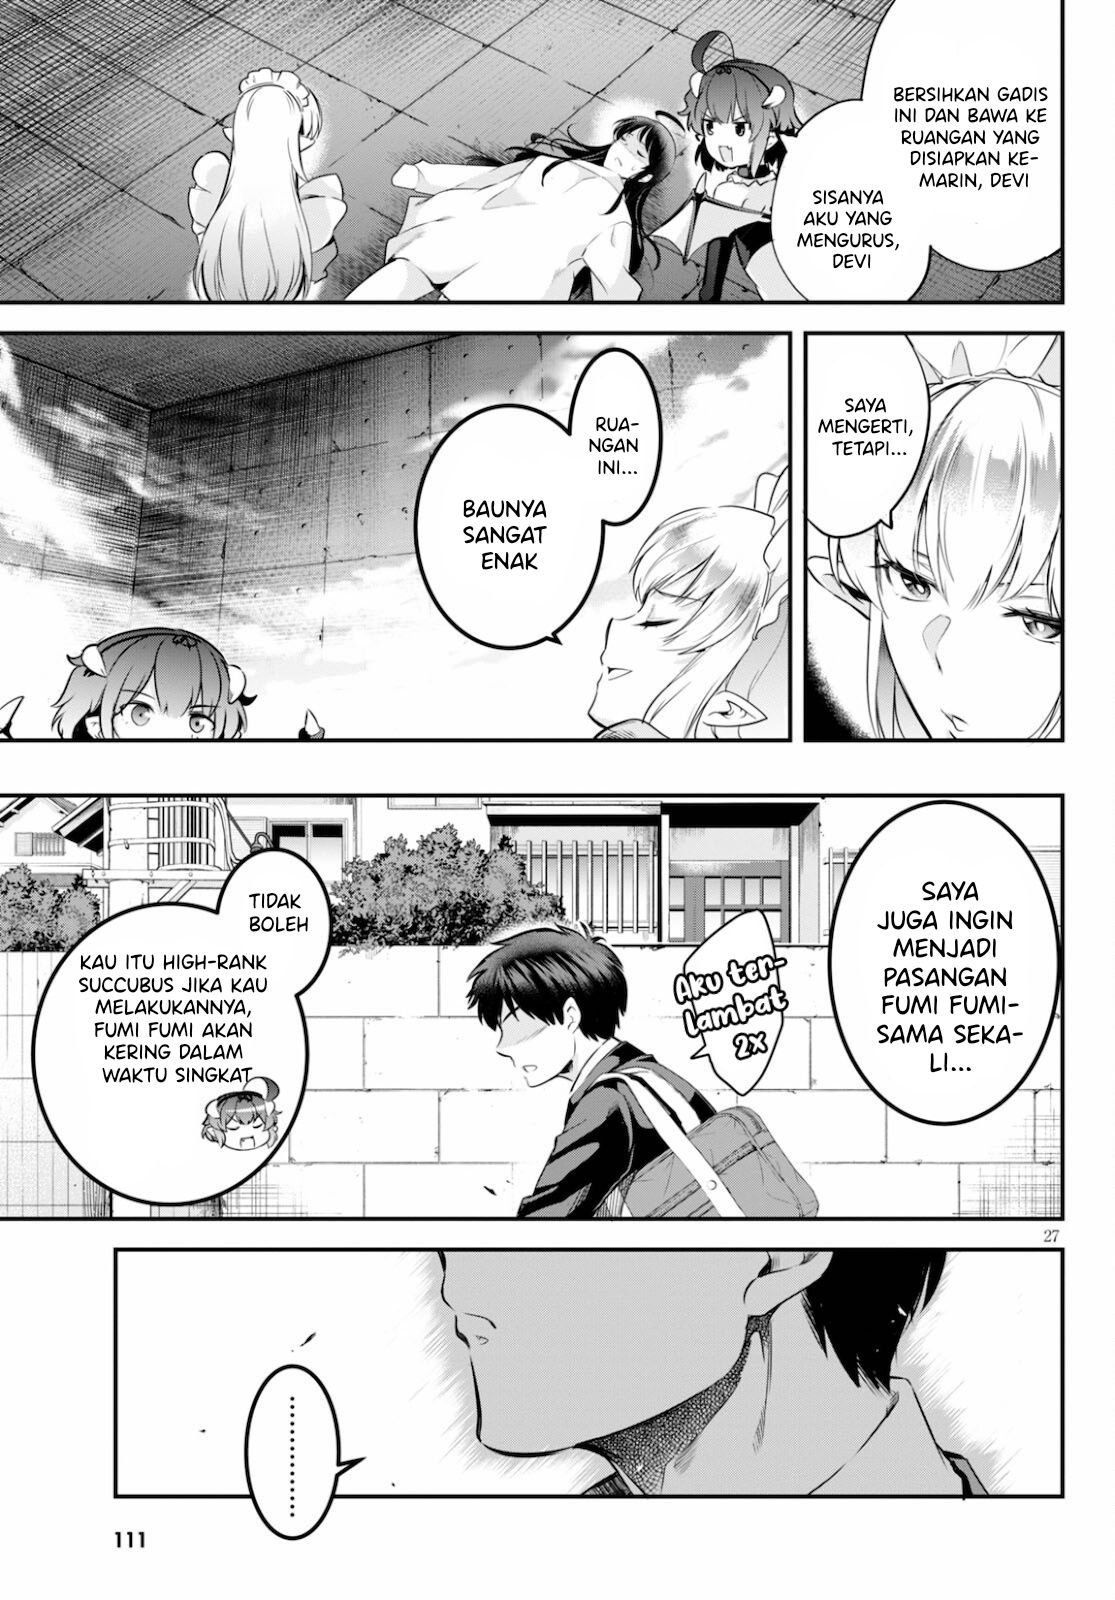 BERSIHKAN GADIS
INI DAN BAWA KE
RUANGAN YANG
DISIAPKAN KE-
MARIN, DEVI
SISANYA
AKU YANG
MENGURUS,
DEVI
SAYA
MENGERTI,
TETAPI...
RUA-
NGAN
INI...
BAUNYA
SANGAT
ENAK
SAYA
JUGA INGIN
MENJADI
PASANGAN
FUMI FUMI-
SAMA SEKA-
LI...
Aku ter-
lambat
2x
TIDAK
BOLEH
KAU ITU HIGH-RANK
SUCCUBUS JIKA KAU
MELAKUKANNYA,
FUMI FUMI AKAN
KERING DALAM
WAKTU SINGKAT
27
..........
111